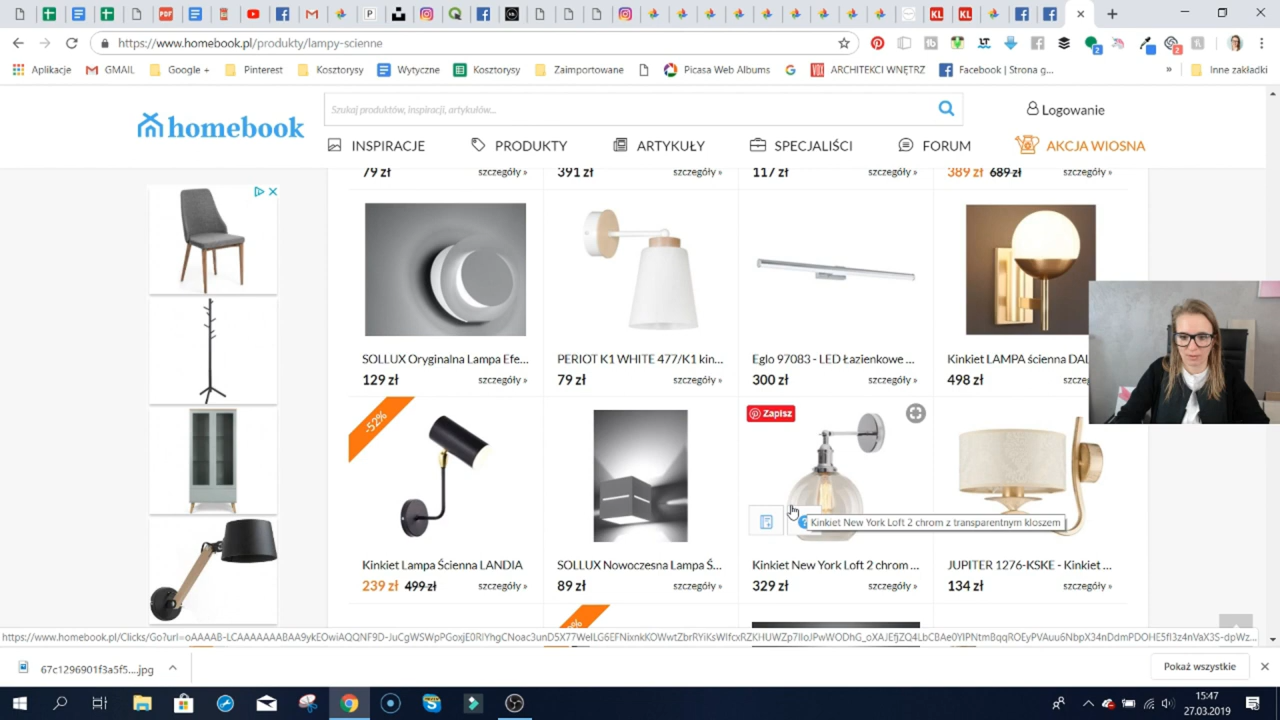 https://www.homebook.pl/produkty/lampy-scienne
Aplikacje GMAIL Google + Pinterest Kosztorysy Wytyczne Kosztorysy Zaimportowane Picasa Web Albums ARCHITEKCI WNĘTRZ Facebook | Strona g... » Inne zakładki
homebook
Szukaj produktów, inspiracji, artykułów...
Logowanie
INSPIRACJE PRODUKTY ARTYKUŁY SPECJALIŚCI FORUM AKCJA WIOSNA
79 zł szczegóły » 391 zł szczegóły » 117 zł szczegóły » 389 zł 689 zł szczegóły »
SOLLUX Oryginalna Lampa Efe... PERIOT K1 WHITE 477/K1 kin... Eglo 97083 - LED Łazienkowe ... Kinkiet LAMPA ścienna DAL
129 zł szczegóły » 79 zł szczegóły » 300 zł szczegóły » 498 zł
-52%
Zapisz
Kinkiet New York Loft 2 chrom z transparentnym kloszem
Kinkiet Lampa Ścienna LANDIA SOLLUX Nowoczesna Lampa Ś... Kinkiet New York Loft 2 chrom ... JUPITER 1276-KSKE - Kinkiet ...
239 zł 499 zł szczegóły » 89 zł szczegóły » 329 zł szczegóły » 134 zł szczegóły »
67c1296901f3a5f5....jpg
Pokaż wszystkie
15:47
27.03.2019